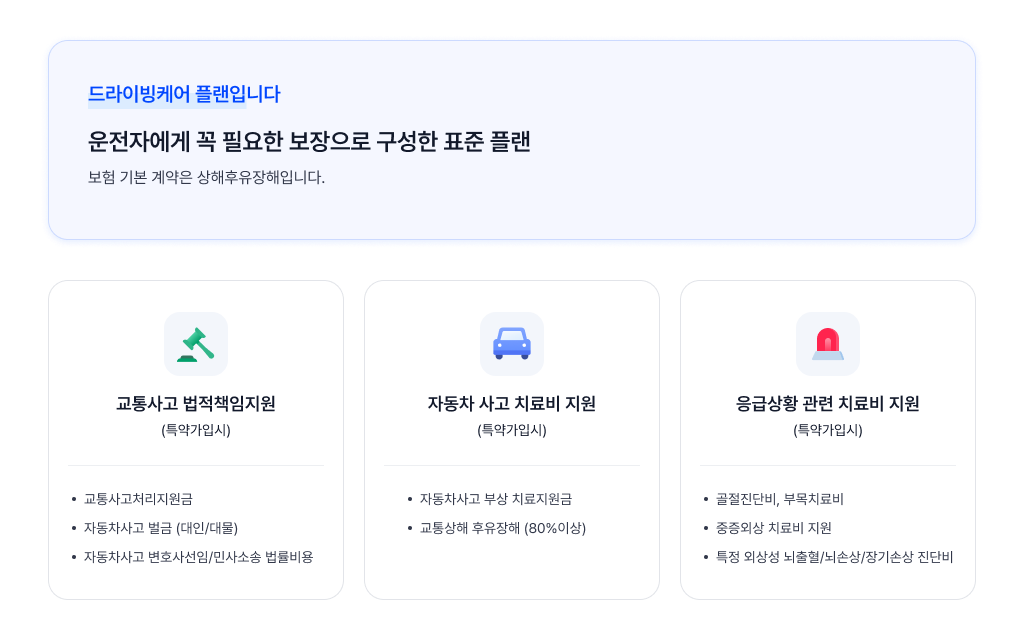 드라이빙케어 플랜입니다
운전자에게 꼭 필요한 보장으로 구성한 표준 플랜
보험 기본 계약은 상해후유장해입니다.
교통사고 법적책임지원
(특약가입시)
• 교통사고처리지원금
• 자동차사고 벌금 (대인/대물)
• 자동차사고 변호사선임/민사소송 법률비용
자동차 사고 치료비 지원
(특약가입시)
• 자동차사고 부상 치료지원금
• 교통상해 후유장해 (80%이상)
응급상황 관련 치료비 지원
(특약가입시)
• 골절진단비, 부목치료비
• 중증외상 치료비 지원
• 특정 외상성 뇌출혈/뇌손상/장기손상 진단비